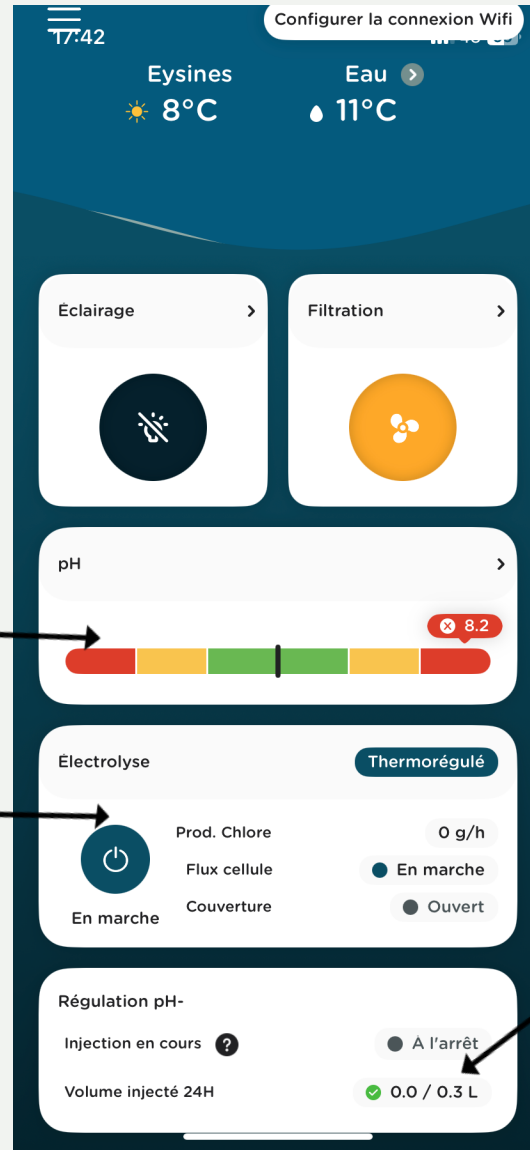 17:42
Configurer la connexion Wifi
Eysines
Eau
8°C
11°C
Éclairage
Filtration
pH
8.2
Électrolyse
Thermorégulé
Prod. Chlore
0 g/h
Flux cellule
En marche
Couverture
Ouvert
En marche
Régulation pH-
Injection en cours ?
À l'arrêt
Volume injecté 24H
0.0 / 0.3 L